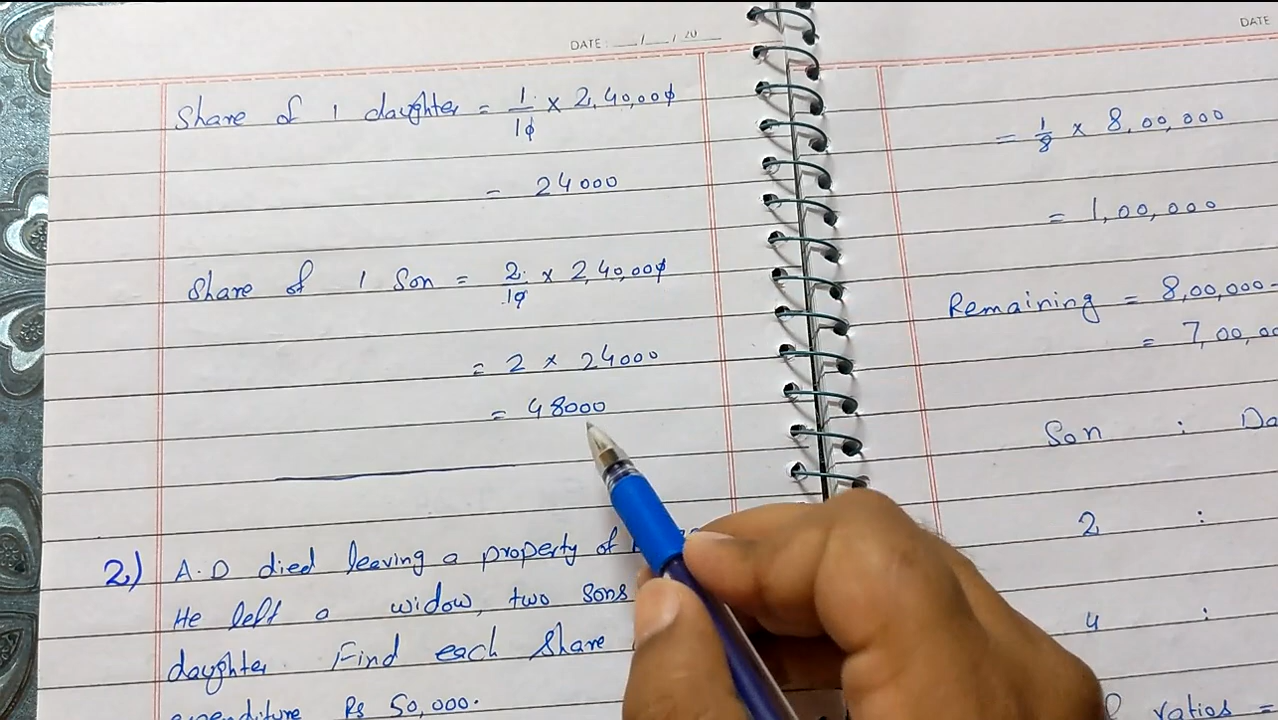 DATE: __/__/20__
Share of 1 daughter = 1/10 × 2,40,000
= 24000
Share of 1 Son = 2/10 × 2,40,000
= 2 × 24000
= 48000
2) A.D died leaving a property of
He left a widow, two sons
daughter. Find each Share
expenditure Rs 50,000.
DATE
= 1/8 × 8,00,000
= 1,00,000
Remaining = 8,00,000-
= 7,00,00
Son : Da
2 :
4 :
ratios =